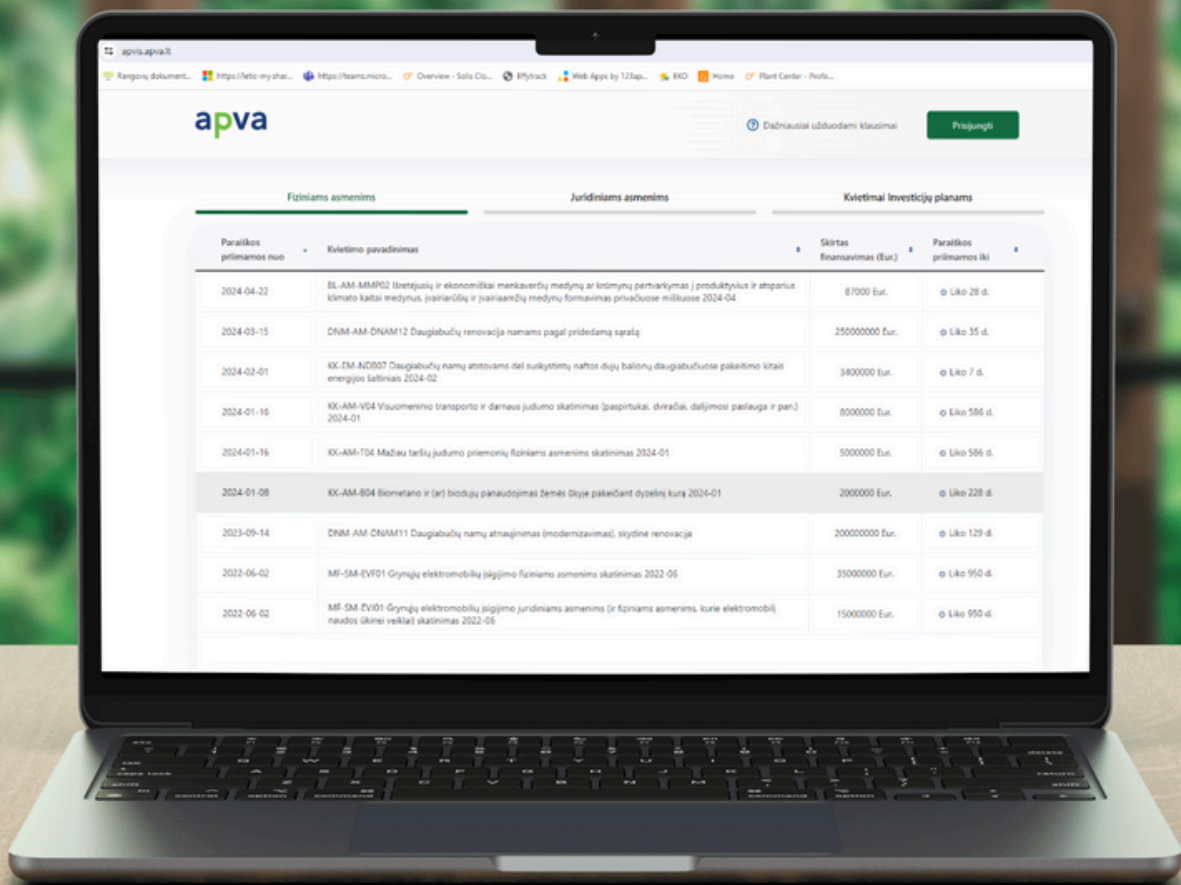 apvis.apva.lt
Rangovų dokument... https://letic-my.shar... https://teams.micro... Overview - Solis Clo... Effytrack Web Apps by 123ap... EKO Home Plant Center - Profe...
apva
Dažniausiai užduodami klausimai
Prisijungti
Fiziniams asmenims
Juridiniams asmenims
Kvietimai Investicijų planams
Paraiškos
priimamos nuo
Kvietimo pavadinimas
Skirtas
finansavimas (Eur.)
Paraiškos
priimamos iki
2024-04-22
BL-AM-MMP02 Išretėjusių ir ekonomiškai menkaverčių medynų ar krūmynų pertvarkymas į produktyvius ir atsparius
klimato kaitai medynus, įvairiarūšių ir įvairiaamžių medynų formavimas privačiuose miškuose 2024-04
87000 Eur.
Liko 28 d.
2024-03-15
DNM-AM-DNAM12 Daugiabučių renovacija namams pagal pridedamą sąrašą
250000000 Eur.
Liko 35 d.
2024-02-01
KK-EM-NDB07 Daugiabučių namų atstovams dėl suskystintų naftos dujų balionų daugiabučiuose pakeitimo kitais
energijos šaltiniais 2024-02
3400000 Eur.
Liko 7 d.
2024-01-16
KK-AM-V04 Visuomeninio transporto ir darnaus judumo skatinimas (paspirtukai, dviračiai, dalijimosi paslauga ir pan.)
2024-01
8000000 Eur.
Liko 586 d.
2024-01-16
KK-AM-T04 Mažiau taršių judumo priemonių fiziniams asmenims skatinimas 2024-01
5000000 Eur.
Liko 586 d.
2024-01-08
KK-AM-B04 Biometano ir (ar) biodujų panaudojimas žemės ūkyje pakeičiant dyzelinį kurą 2024-01
2000000 Eur.
Liko 228 d.
2023-09-14
DNM-AM-DNAM11 Daugiabučių namų atnaujinimas (modernizavimas), skydinė renovacija
200000000 Eur.
Liko 129 d.
2022-06-02
MF-SM-EVF01 Grynųjų elektromobilių įsigijimo fiziniams asmenims skatinimas 2022-06
35000000 Eur.
Liko 950 d.
2022-06-02
MF-SM-EVJ01 Grynųjų elektromobilių įsigijimo juridiniams asmenims (ir fiziniams asmenims, kurie elektromobilį
naudos ūkinei veiklai) skatinimas 2022-06
15000000 Eur.
Liko 950 d.